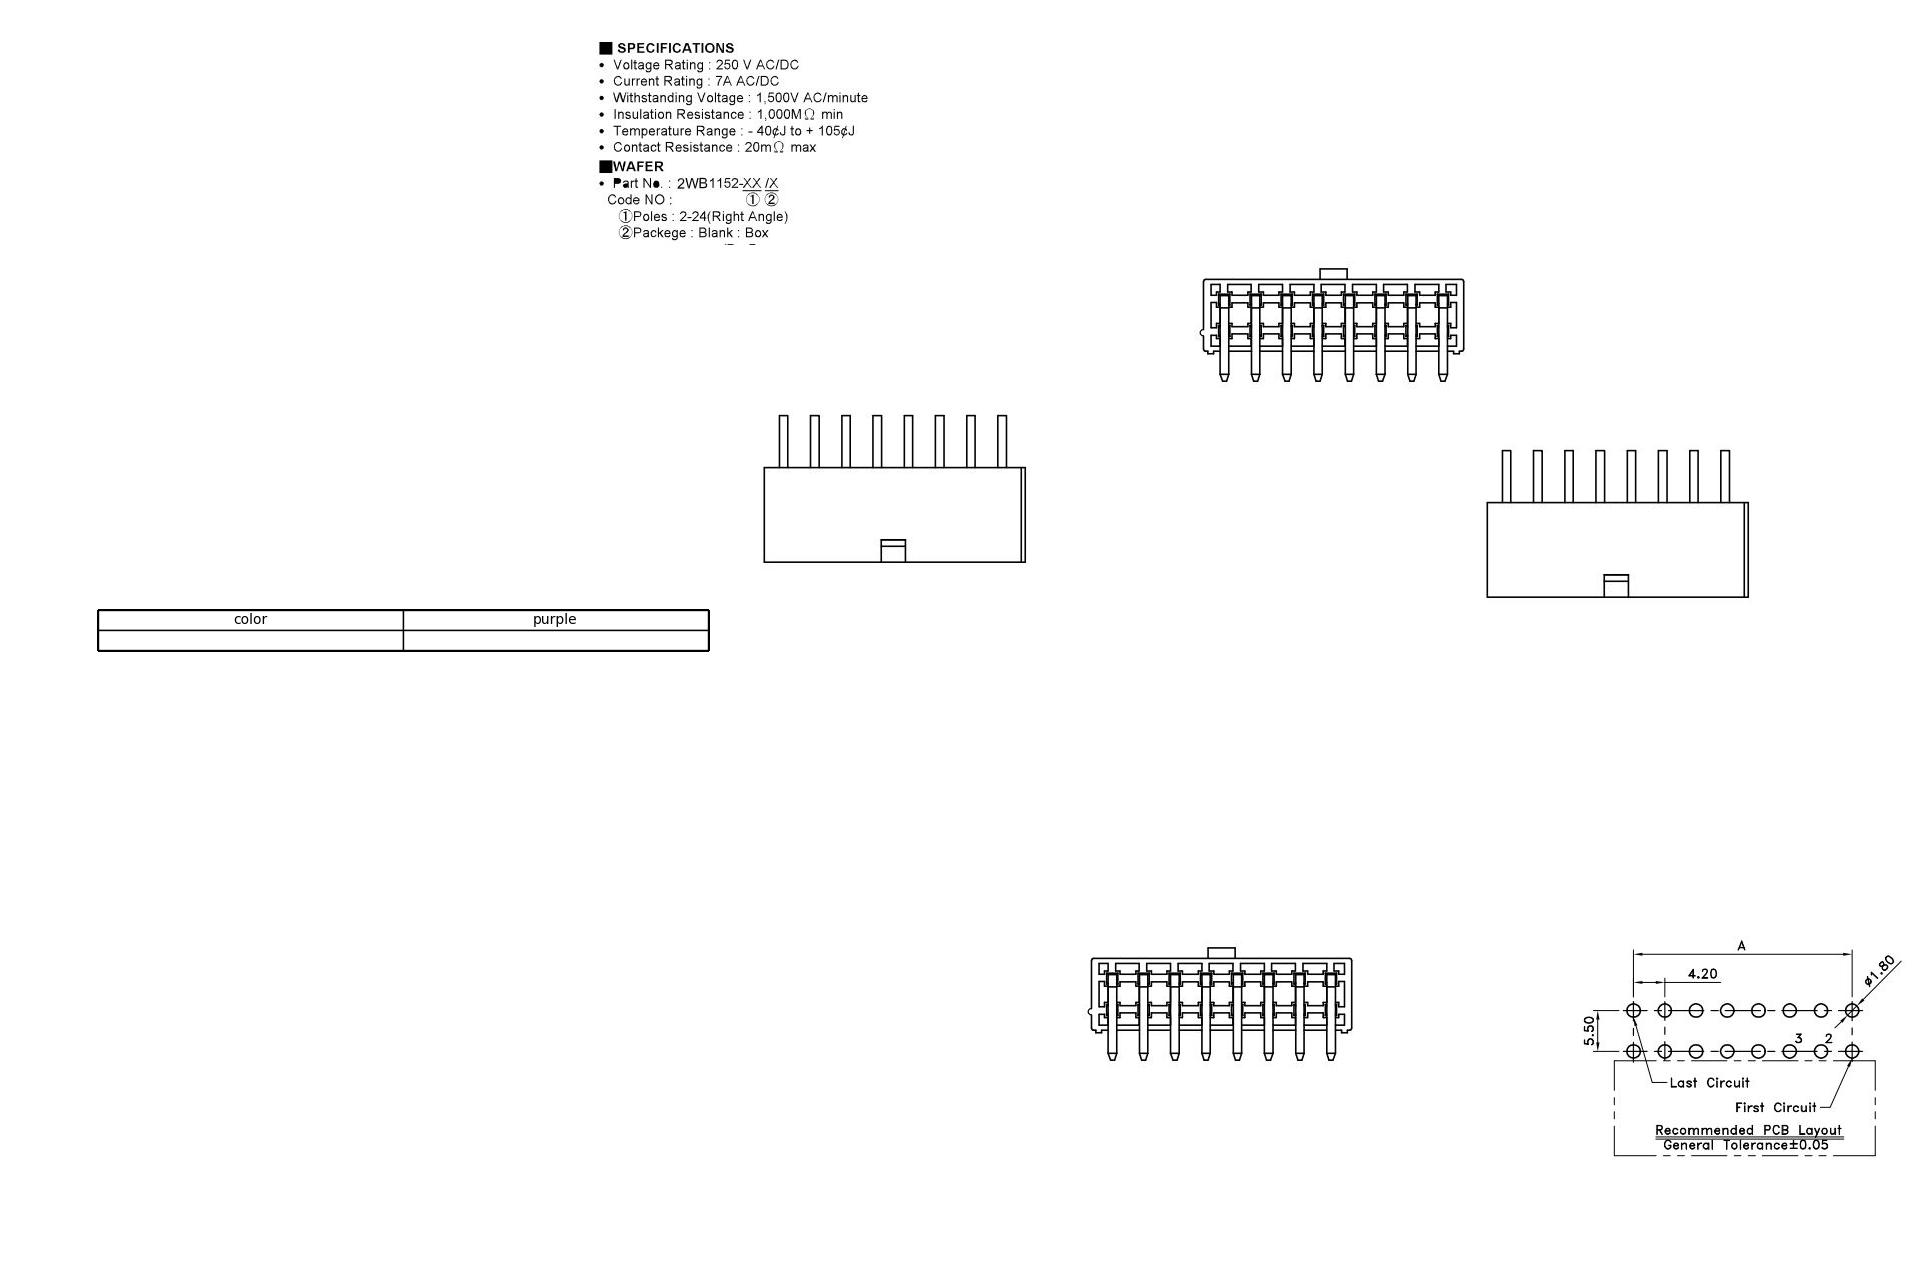 ■ SPECIFICATIONS
• Voltage Rating : 250 V AC/DC
• Current Rating : 7A AC/DC
• Withstanding Voltage : 1,500V AC/minute
• Insulation Resistance : 1,000MΩ min
• Temperature Range : - 40¢J to + 105¢J
• Contact Resistance : 20mΩ max
■WAFER
• Part No. : 2WB1152-XX /X
Code NO : ① ②
①Poles : 2-24(Right Angle)
②Packege : Blank : Box
color purple
A
4.20
ø1.80
5.50
3 2
Last Circuit
First Circuit
Recommended PCB Layout
General Tolerance±0.05